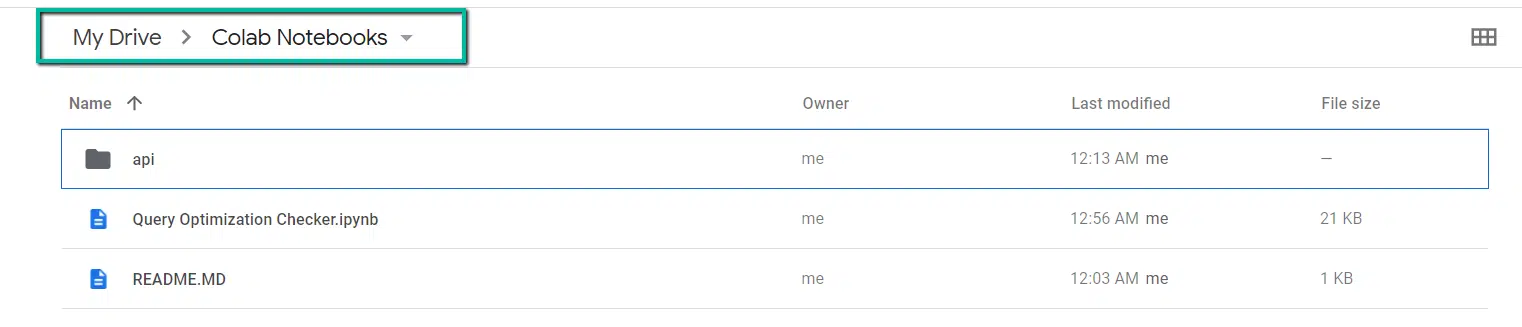 My Drive > Colab Notebooks
Name Owner Last modified File size
api me 12:13 AM me —
Query Optimization Checker.ipynb me 12:56 AM me 21 KB
README.MD me 12:03 AM me 1 KB